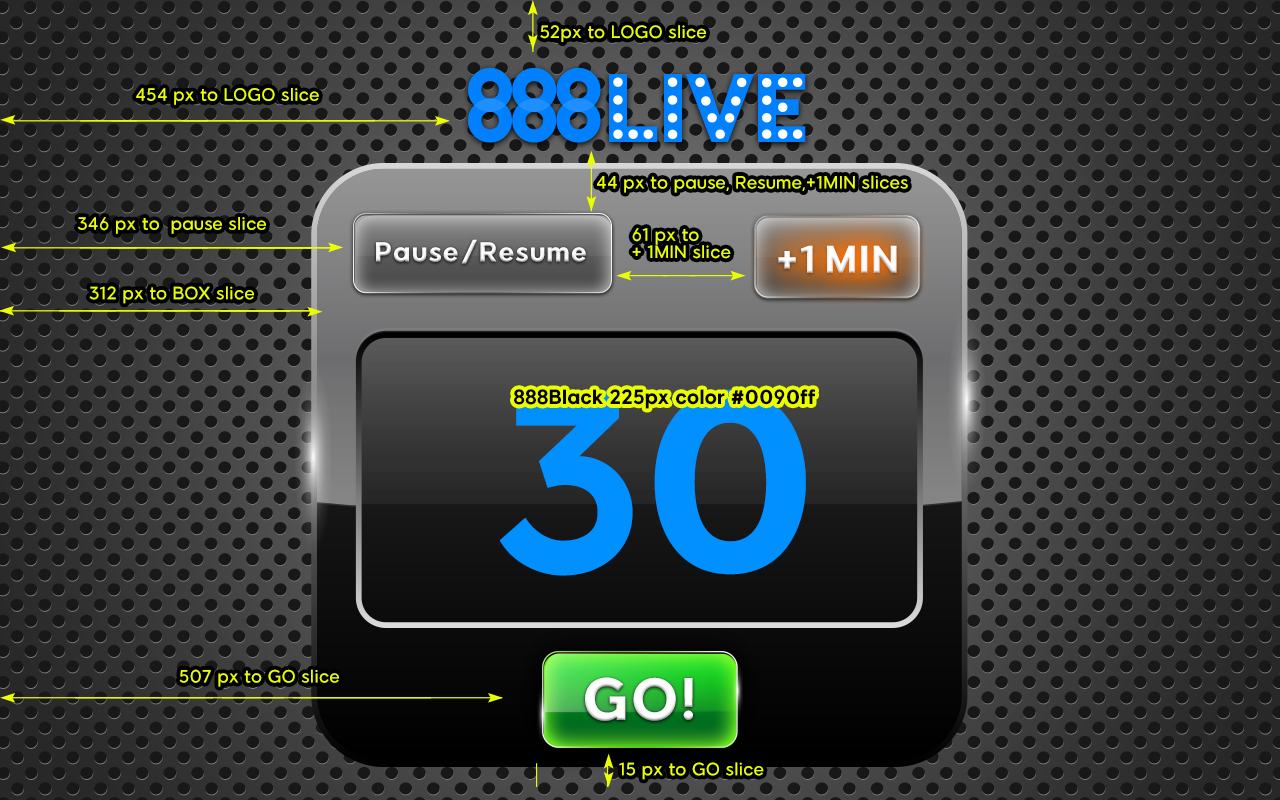 52px to LOGO slice
888LIVE
454 px to LOGO slice
44 px to pause, Resume,+1MIN slices
346 px to pause slice
Pause/Resume
61 px to
+ 1MIN slice
+1 MIN
312 px to BOX slice
888Black 225px color #0090ff
30
507 px to GO slice
GO!
15 px to GO slice